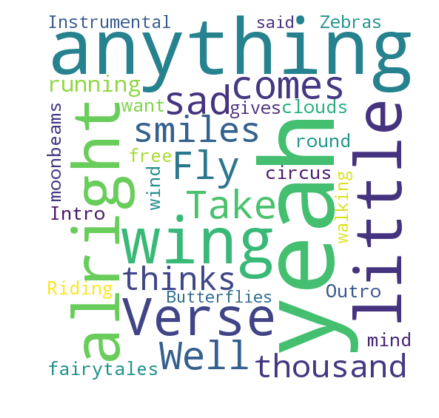 Instrumental said Zebras
anything
running sad comes
want gives clouds
moonbeams alright smiles yeah little
round
free Fly circus
wind walking
Intro Take
wing
thinks
Riding Butterflies Outro
Verse
Well mind
fairytales thousand